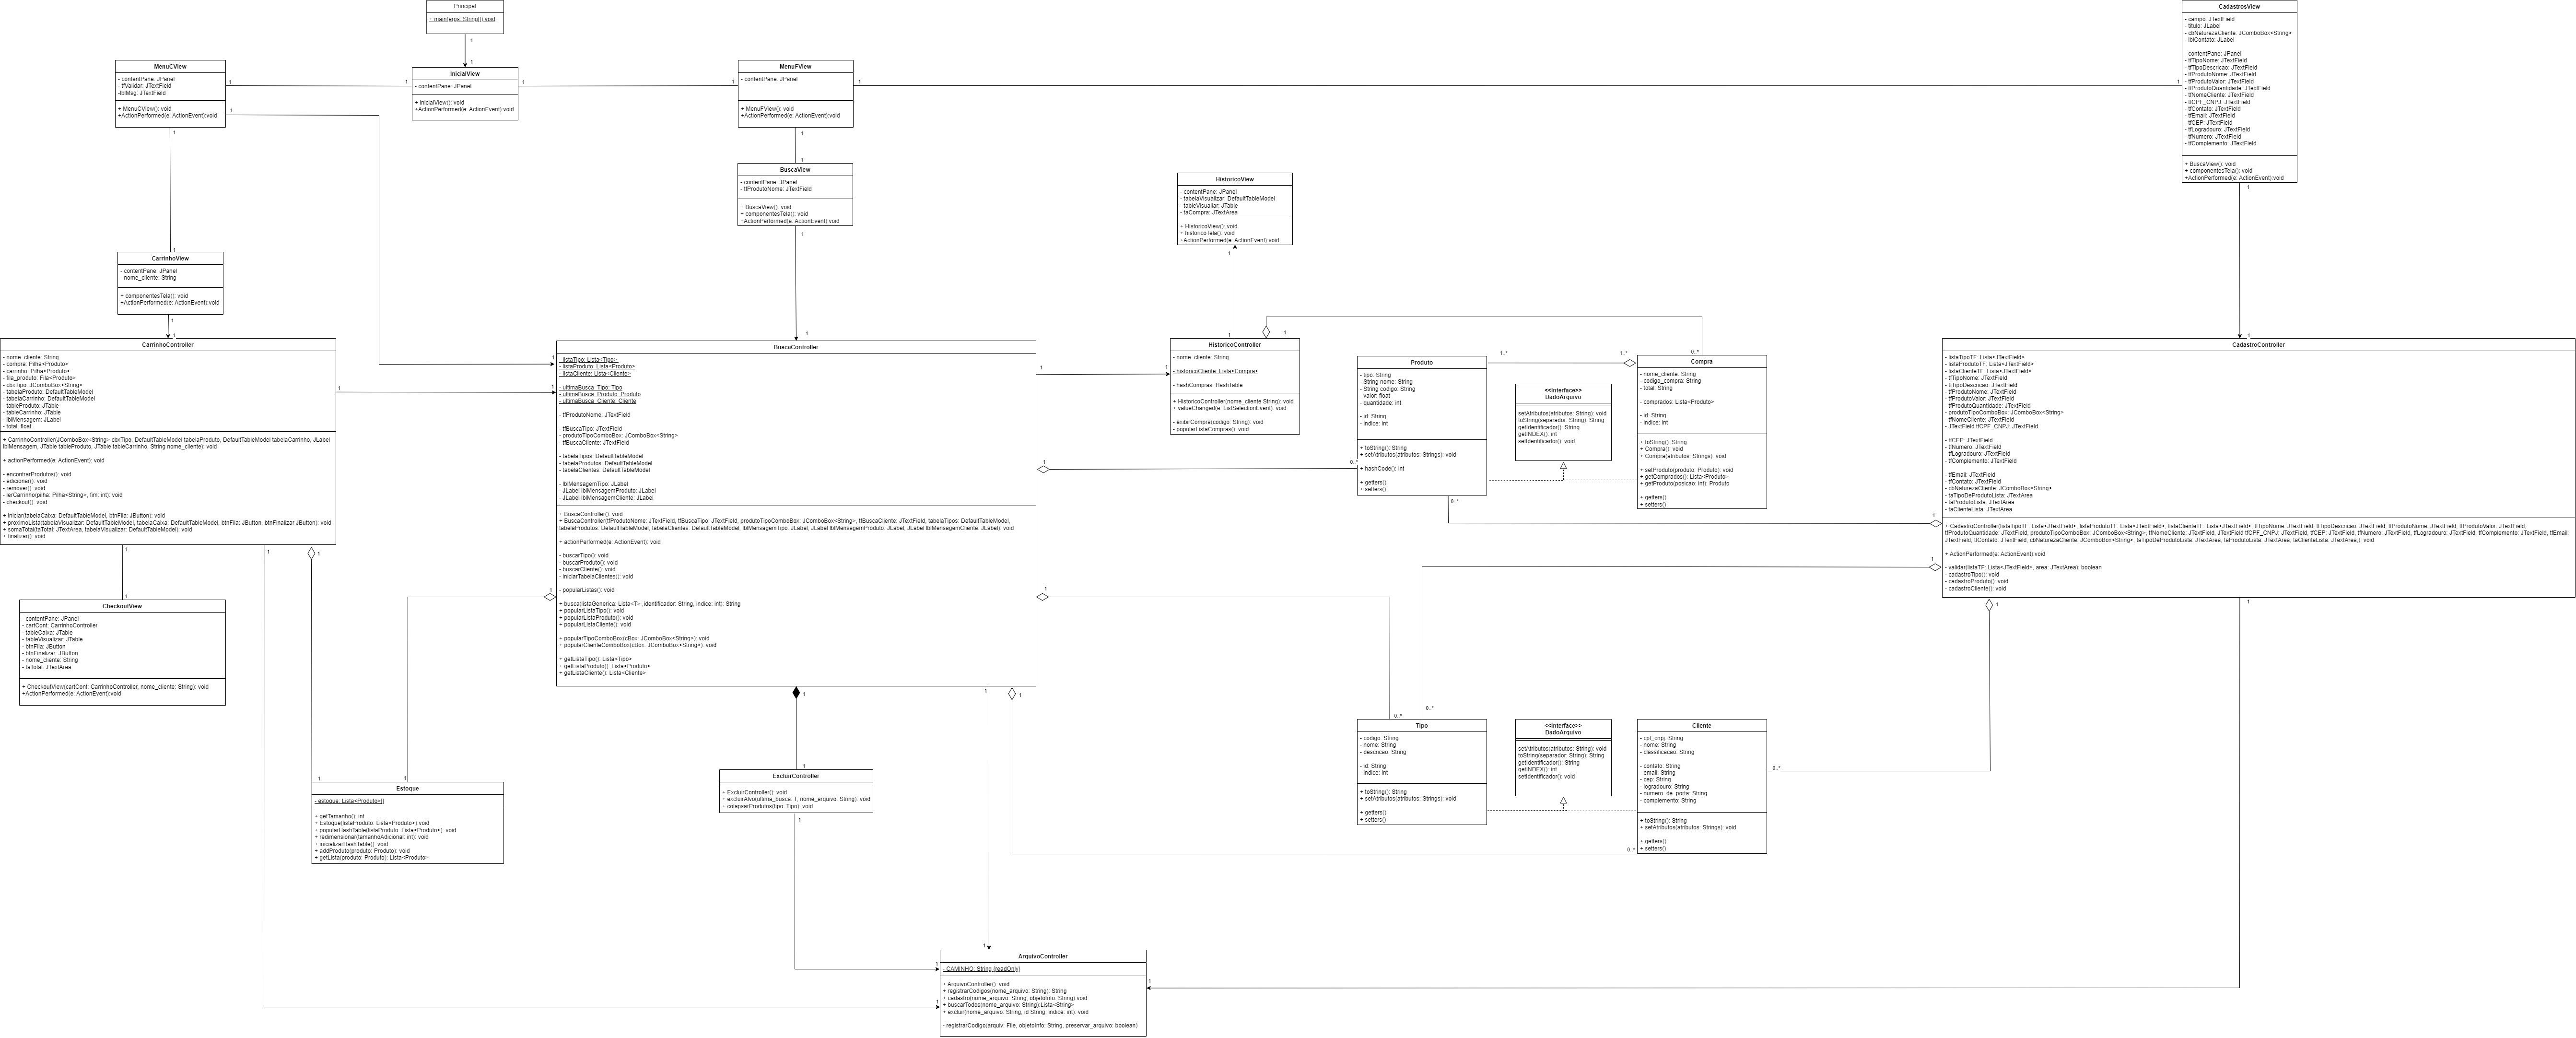 Principal
+ main(args: String[]):void
1
1
MenuCView
- contentPane: JPanel
- tfValidar: JTextField
-lblMsg: JTextField
+ MenuCView(): void
+ActionPerformed(e: ActionEvent):void
1
1
1
1
InicialView
- contentPane: JPanel
+ inicialView(): void
+ActionPerformed(e: ActionEvent):void
1
1
MenuFView
- contentPane: JPanel
+ MenuFView(): void
+ActionPerformed(e: ActionEvent):void
1
1
1
1
CadastrosView
- campo: JTextField
- titulo: JLabel
- cbNaturezaCliente: JComboBox<String>
- lblContato: JLabel
- contentPane: JPanel
- tfTipoNome: JTextField
- tfTipoDescricao: JTextField
- tfProdutoNome: JTextField
- tfProdutoValor: JTextField
- tfProdutoQuantidade: JTextField
- tfNomeCliente: JTextField
- tfCPF_CNPJ: JTextField
- tfContato: JTextField
- tfEmail: JTextField
- tfCEP: JTextField
- tfLogradouro: JTextField
- tfNumero: JTextField
- tfComplemento: JTextField
+ BuscaView(): void
+ componentesTela(): void
+ActionPerformed(e: ActionEvent):void
1
1
BuscaView
- contentPane: JPanel
- tfProdutoNome: JTextField
+ BuscaView(): void
+ componentesTela(): void
+ActionPerformed(e: ActionEvent):void
1
1
HistoricoView
- contentPane: JPanel
- tabelaVisualizar: DefaultTableModel
- tableVisualiar: JTable
- taCompra: JTextArea
+ HistoricoView(): void
+ historicoTela(): void
+ActionPerformed(e: ActionEvent):void
1
1
1
CarrinhoView
- contentPane: JPanel
- nome_cliente: String
+ componentesTela(): void
+ActionPerformed(e: ActionEvent):void
1
1
CarrinhoController
- nome_cliente: String
- compra: Pilha<Produto>
- carrinho: Pilha<Produto>
- fila_produto: Fila<Produto>
- cbxTipo: JComboBox<String>
- tabelaProduto: DefaultTableModel
- tabelaCarrinho: DefaultTableModel
- tableProduto: JTable
- tableCarrinho: JTable
- lblMensagem: JLabel
- total: float
+ CarrinhoController(JComboBox<String> cbxTipo, DefaultTableModel tabelaProduto, DefaultTableModel tabelaCarrinho, JLabel
lblMensagem, JTable tableProduto, JTable tableCarrinho, String nome_cliente): void
+ actionPerformed(e: ActionEvent): void
- encontrarProdutos(): void
- adicionar(): void
- remover(): void
- lerCarrinho(pilha: Pilha<String>, fim: int): void
- checkout(): void
+ iniciar(tabelaCaixa: DefaultTableModel, btnFila: JButton): void
+ proximoLista(tabelaVisualizar: DefaultTableModel, tabelaCaixa: DefaultTableModel, btnFila: JButton, btnFinalizar JButton): void
+ somaTotal(taTotal: JTextArea, tabelaVisualizar: DefaultTableModel): void
+ finalizar(): void
1
1
1
1
1
1
CheckoutView
- contentPane: JPanel
- cartCont: CarrinhoController
- tableCaixa: JTable
- tableVisualizar: JTable
- btnFila: JButton
- btnFinalizar: JButton
- nome_cliente: String
- taTotal: JTextArea
+ CheckoutView(cartCont: CarrinhoController, nome_cliente: String): void
+ActionPerformed(e: ActionEvent):void
1
BuscaController
- listaTipo: Lista<Tipo>
- listaProduto: Lista<Produto>
- listaCliente: Lista<Cliente>
- ultimaBusca_Tipo: Tipo
- ultimaBusca_Produto: Produto
- ultimaBusca_Cliente: Cliente
- tfProdutoNome: JTextField
- tfBuscaTipo: JTextField
- produtoTipoComboBox: JComboBox<String>
- tfBuscaCliente: JTextField
- tabelaTipos: DefaultTableModel
- tabelaProdutos: DefaultTableModel
- tabelaClientes: DefaultTableModel
- lblMensagemTipo: JLabel
- JLabel lblMensagemProduto: JLabel
- JLabel lblMensagemCliente: JLabel
+ BuscaController(): void
+ BuscaController(tfProdutoNome: JTextField, tfBuscaTipo: JTextField, produtoTipoComboBox: JComboBox<String>, tfBuscaCliente: JTextField, tabelaTipos: DefaultTableModel,
tabelaProdutos: DefaultTableModel, tabelaClientes: DefaultTableModel, lblMensagemTipo: JLabel, JLabel lblMensagemProduto: JLabel, JLabel lblMensagemCliente: JLabel): void
+ actionPerformed(e: ActionEvent): void
- buscarTipo(): void
- buscarProduto(): void
- buscarCliente(): void
- iniciarTabelaClientes(): void
- popularListas(): void
+ busca(listaGenerica: Lista<T> ,identificador: String, indice: int): String
+ popularListaTipo(): void
+ popularListaProduto(): void
+ popularListaCliente(): void
+ popularTipoComboBox(cBox: JComboBox<String>): void
+ popularClienteComboBox(cBox: JComboBox<String>): void
+ getListaTipo(): Lista<Tipo>
+ getListaProduto(): Lista<Produto>
+ getListaCliente(): Lista<Cliente>
1
1
1
1
1
1
1
1
1
HistoricoController
- nome_cliente: String
- historicoCliente: Lista<Compra>
- hashCompras: HashTable
+ HistoricoController(nome_cliente String): void
+ valueChanged(e: ListSelectionEvent): void
- exibirCompra(codigo: String): void
- popularListaCompras(): void
1
1
0..*
Produto
- tipo: String
- String nome: String
- String codigo: String
- valor: float
- quantidade: int
- id: String
- indice: int
+ toString(): String
+ setAtributos(atributos: Strings): void
+ hashCode(): int
+ getters()
+ setters()
1..*
1..*
0..*
0..*
<<Interface>>
DadoArquivo
setAtributos(atributos: String): void
toString(separador: String): String
getIdentificador(): String
getINDEX(): int
setIdentificador(): void
Compra
- nome_cliente: String
- codigo_compra: String
- total: String
- comprados: Lista<Produto>
- id: String
- indice: int
+ toString(): String
+ Compra(): void
+ Compra(atributos: Strings): void
+ setProduto(produto: Produto): void
+ getComprados(): Lista<Produto>
+ getProduto(posicao: int): Produto
+ getters()
+ setters()
CadastroController
- listaTipoTF: Lista<JTextField>
- listaProdutoTF: Lista<JTextField>
- listaClienteTF: Lista<JTextField>
- tfTipoNome: JTextField
- tfTipoDescricao: JTextField
- tfProdutoNome: JTextField
- tfProdutoValor: JTextField
- tfProdutoQuantidade: JTextField
- produtoTipoComboBox: JComboBox<String>
- tfNomeCliente: JTextField
- JTextField tfCPF_CNPJ: JTextField
- tfCEP: JTextField
- tfNumero: JTextField
- tfLogradouro: JTextField
- tfComplemento: JTextField
- tfEmail: JTextField
- tfContato: JTextField
- cbNaturezaCliente: JComboBox<String>
- taTipoDeProdutoLista: JTextArea
- taProdutoLista: JTextArea
- taClienteLista: JTextArea
+ CadastroController(listaTipoTF: Lista<JTextField>, listaProdutoTF: Lista<JTextField>, listaClienteTF: Lista<JTextField>, tfTipoNome: JTextField, tfTipoDescricao: JTextField, tfProdutoNome: JTextField, tfProdutoValor: JTextField,
tfProdutoQuantidade: JTextField, produtoTipoComboBox: JComboBox<String>, tfNomeCliente: JTextField, JTextField tfCPF_CNPJ: JTextField, tfCEP: JTextField, tfNumero: JTextField, tfLogradouro: JTextField, tfComplemento: JTextField, tfEmail:
JTextField, tfContato: JTextField, cbNaturezaCliente: JComboBox<String>, taTipoDeProdutoLista: JTextArea, taProdutoLista: JTextArea, taClienteLista: JTextArea,): void
+ ActionPerformed(e: ActionEvent):void
- validar(listaTF: Lista<JTextField>, area: JTextArea): boolean
- cadastroTipo(): void
- cadastroProduto(): void
- cadastroCliente(): void
1
1
1
1
1
Estoque
- estoque: Lista<Produto>[]
+ getTamanho(): int
+ Estoque(listaProduto: Lista<Produto>):void
+ popularHashTable(listaProduto: Lista<Produto>): void
+ redimensionar(tamanhoAdicional: int): void
+ inicializarHashTable(): void
+ addProduto(produto: Produto): void
+ getLista(produto: Produto): Lista<Produto>
1
1
ExcluirController
+ ExcluirController(): void
+ excluirAlvo(ultima_busca: T, nome_arquivo: String): void
+ colapsarProdutos(tipo: Tipo): void
1
1
0..*
0..*
Tipo
- codigo: String
- nome: String
- descricao: String
- id: String
- indice: int
+ toString(): String
+ setAtributos(atributos: Strings): void
+ getters()
+ setters()
<<Interface>>
DadoArquivo
setAtributos(atributos: String): void
toString(separador: String): String
getIdentificador(): String
getINDEX(): int
setIdentificador(): void
Cliente
- cpf_cnpj: String
- nome: String
- classificacao: String
- contato: String
- email: String
- cep: String
- logradouro: String
- numero_de_porta: String
- complemento: String
+ toString(): String
+ setAtributos(atributos: Strings): void
+ getters()
+ setters()
0..*
0..*
ArquivoController
- CAMINHO: String {readOnly}
+ ArquivoController(): void
+ registrarCodigos(nome_arquivo: String): String
+ cadastro(nome_arquivo: String, objetoInfo: String):void
+ buscarTodos(nome_arquivo: String):Lista<String>
+ excluir(nome_arquivo: String, id String, indice: int): void
- registrarCodigo(arquiv: File, objetoInfo: String, preservar_arquivo: boolean)
1
1
1
1